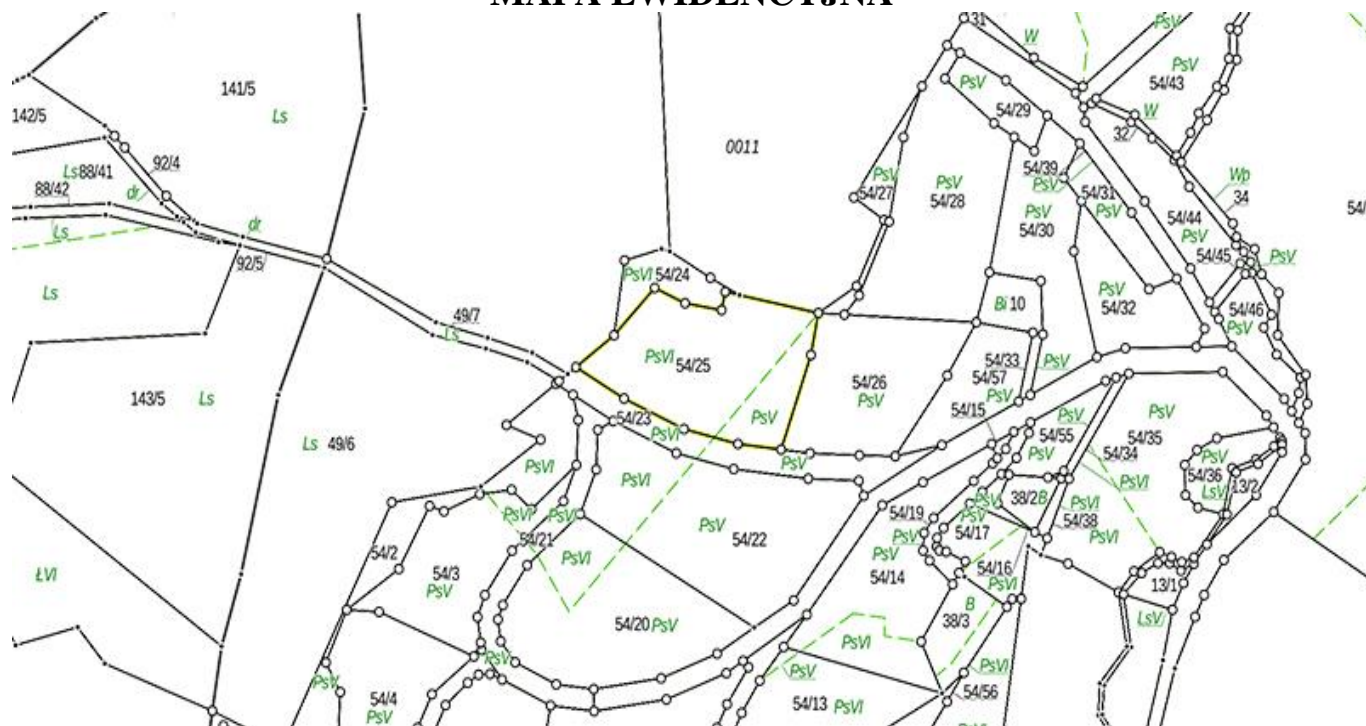 MAPA EWIDENCYJNA
31
W
PsV
141/5
Ls
PsV
54/43
142/5
PsV
54/29
W
32
0011
92/4
Ls
88/41
54/39
PsV
54/31
PsV
Wp
34
88/42
dr
PsV
54/27
PsV
54/28
54/
dr
Ls
PsV
54/30
54/44
PsV
54/45
PsV
92/5
PsVI
54/24
Ls
Bi
10
PsV
54/32
54/46
PsV
49/7
Ls
PsVI
54/25
54/33
PsV
54/57
PsV
54/26
PsV
143/5
Ls
54/23
PsVI
PsV
54/15
PsV
PsV
54/35
Ls
49/6
54/55
PsV
54/34
PsV
PsV
54/36
PsVI
PsVI
PsVI
LsV
13/2
PsV
38/2
B
PsVI
PsVI
PsVI
54/19
PsV
54/38
PsV
54/22
PsV
54/17
PsVI
54/2
54/21
PsVI
PsV
54/16
ŁVI
54/3
PsV
54/14
PsVI
13/1
B
38/3
LsV
54/20
PsV
PsVI
PsV
PsV
PsVI
PsV
54/4
PsV
54/13
PsVI
54/56